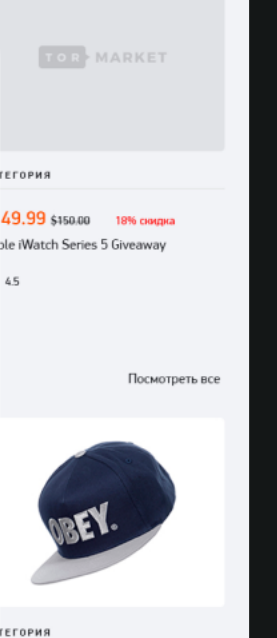 TOP MARKET
ТЕГОРИЯ
49.99 $150.00 18% скидка
ple iWatch Series 5 Giveaway
4.5
Посмотреть все
OBEY.
ТЕГОРИЯ